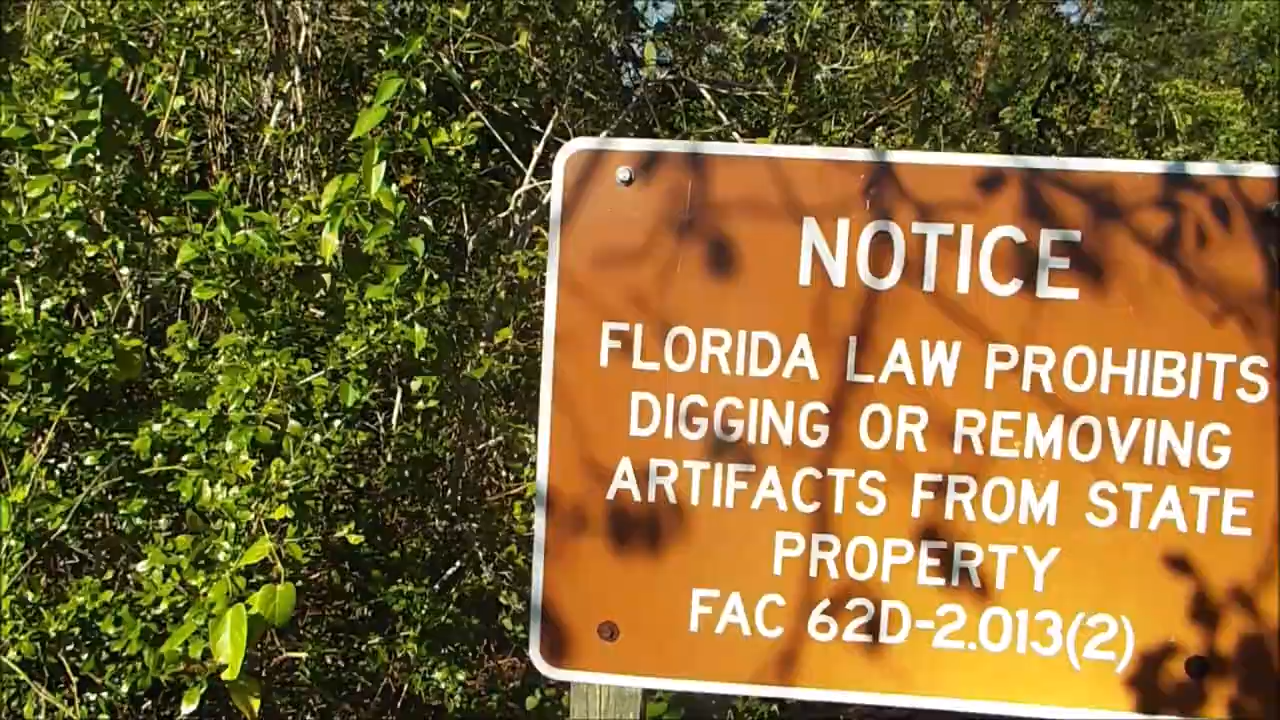 NOTICE
FLORIDA LAW PROHIBITS
DIGGING OR REMOVING
ARTIFACTS FROM STATE
PROPERTY
FAC 62D-2.013(2)